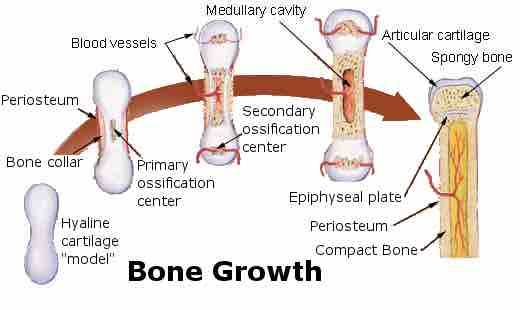 Medullary cavity
Blood vessels
Articular cartilage
Spongy bone
Periosteum
Secondary
ossification
center
Bone collar
Primary
ossification
center
Epiphyseal plate
Periosteum
Compact Bone
Hyaline
cartilage
"model"
Bone Growth